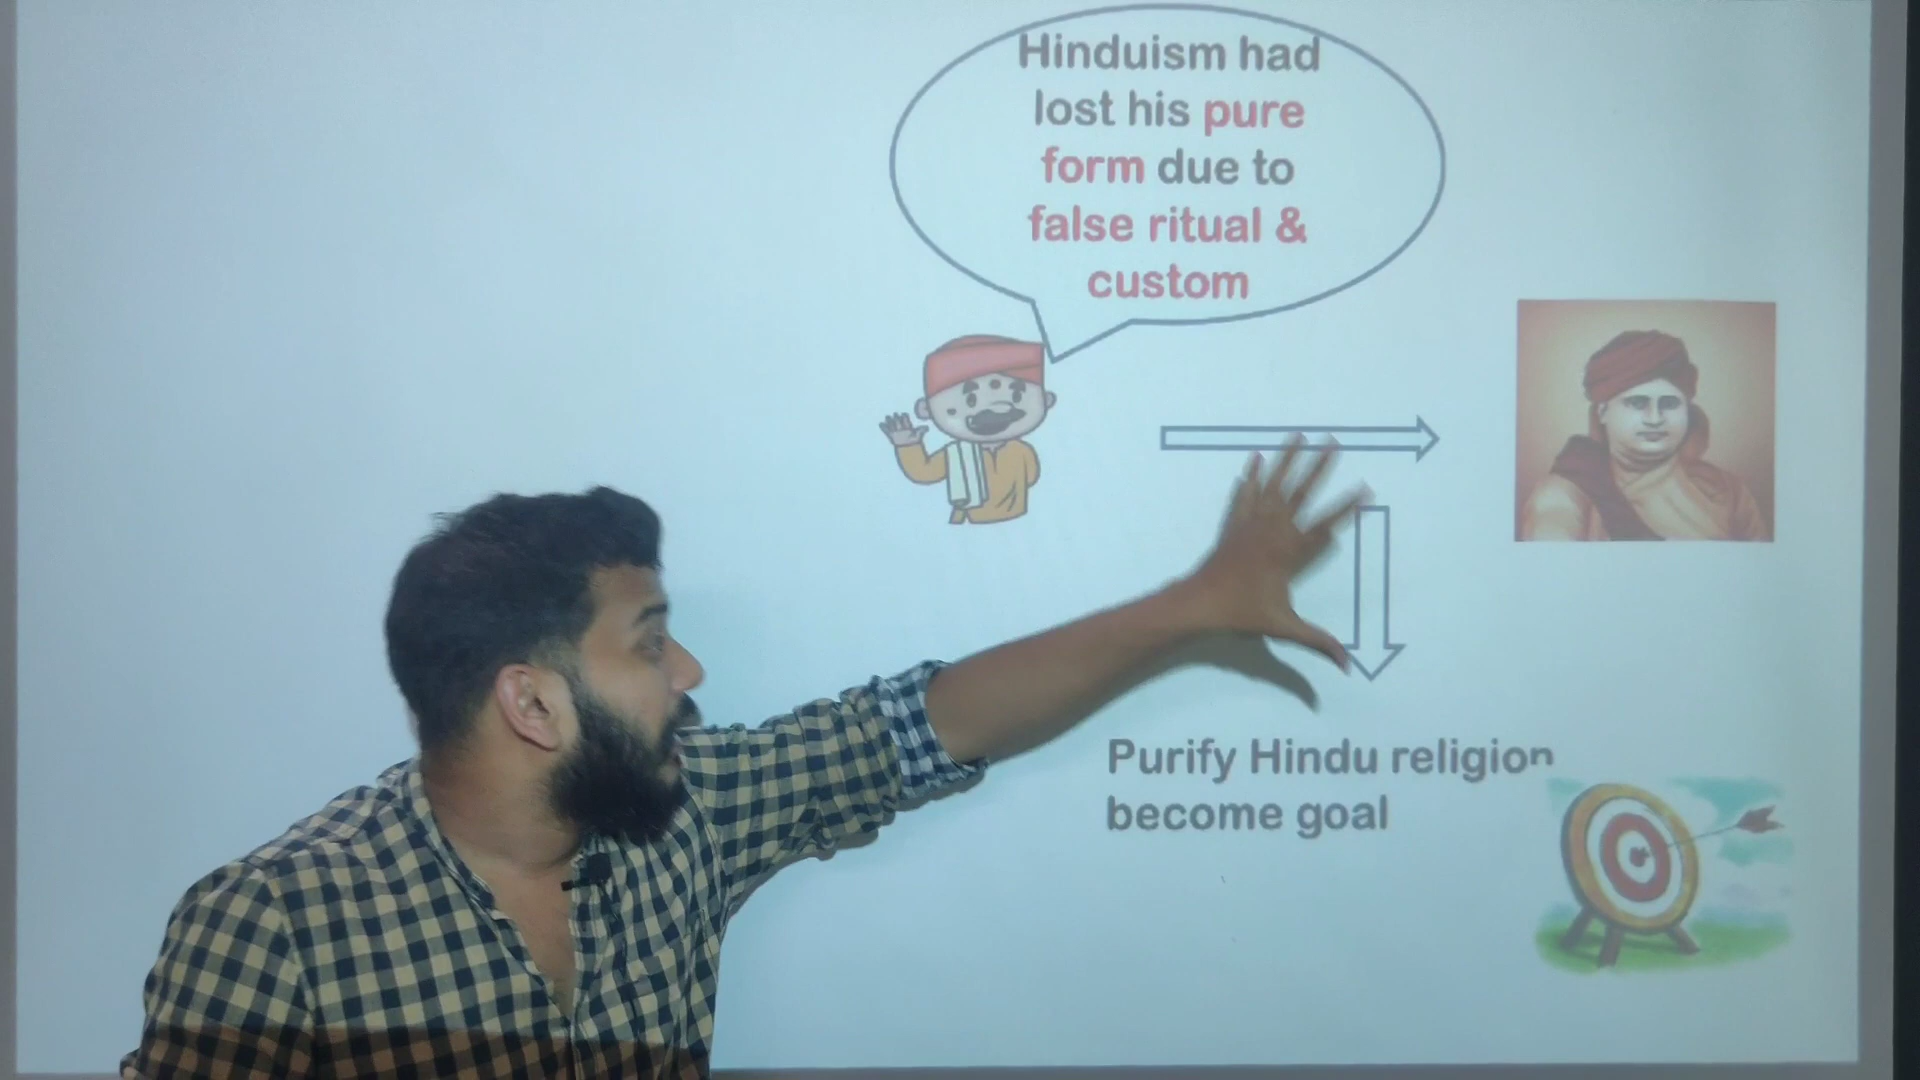 Hinduism had
lost his pure
form due to
false ritual &
custom
Purify Hindu religion
become goal